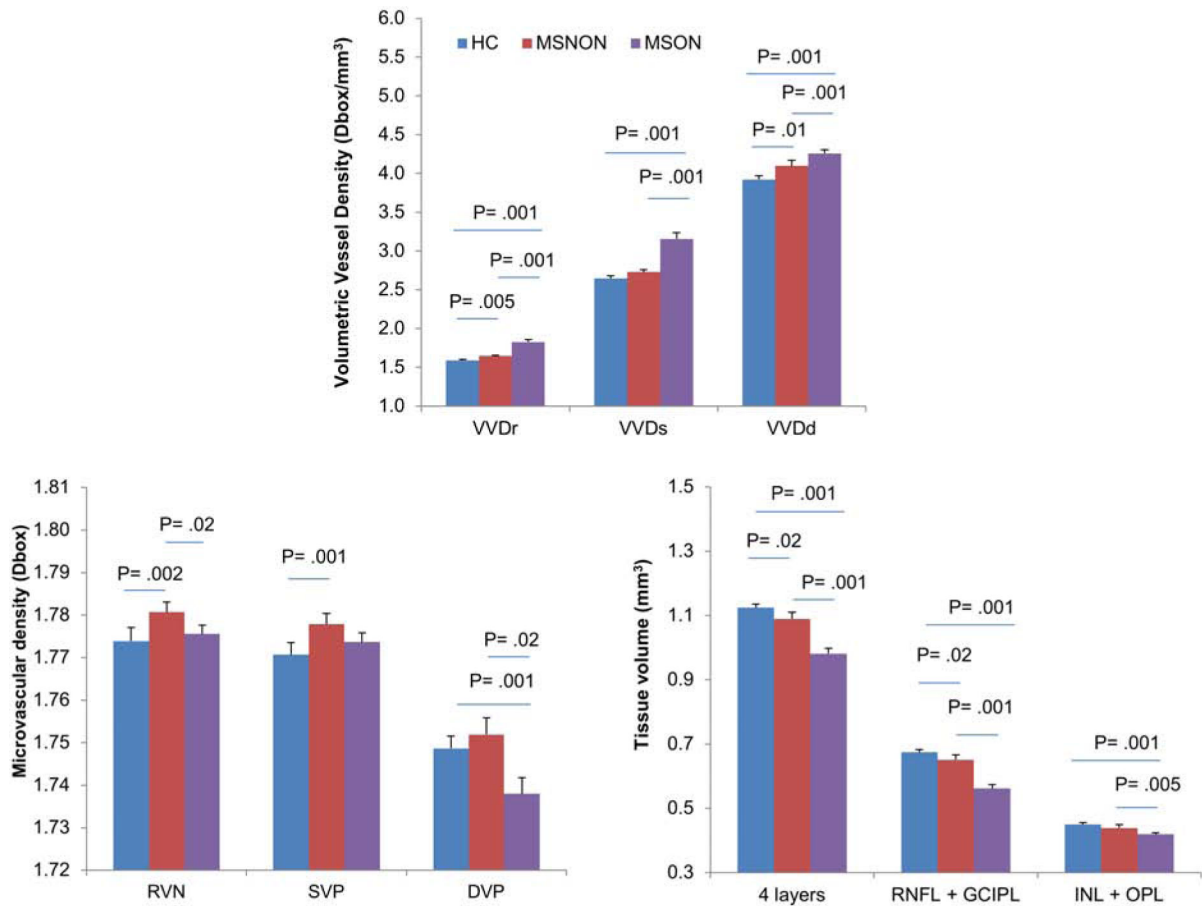 Volumetric Vessel Density (Dbox/mm³)
6.0
5.5
5.0
4.5
4.0
3.5
3.0
2.5
2.0
1.5
1.0
HC MSNON MSON
P= .001
P= .001
P= .01
P= .001
P= .001
P= .001
P= .001
P= .005
VVDr VVDs VVDd
Microvascular density (Dbox)
1.81
1.80
1.79
1.78
1.77
1.76
1.75
1.74
1.73
1.72
P= .02
P= .002
P= .001
P= .02
P= .001
RVN SVP DVP
Tissue volume (mm³)
1.5
1.3
1.1
0.9
0.7
0.5
0.3
P= .001
P= .02
P= .001
P= .001
P= .02
P= .001
P= .001
P= .005
4 layers RNFL + GCIPL INL + OPL